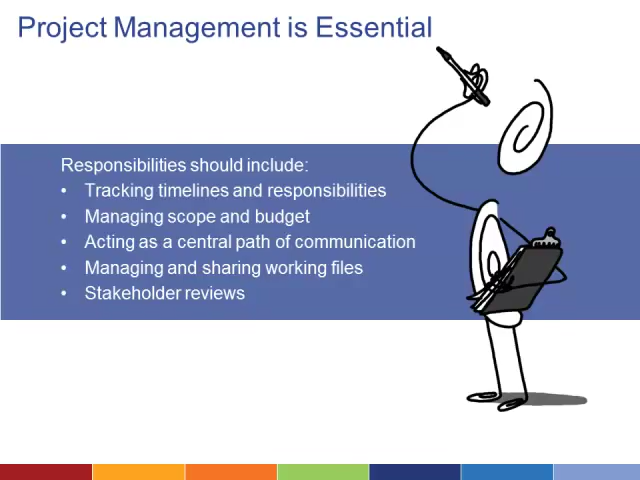 Project Management is Essential
Responsibilities should include:
• Tracking timelines and responsibilities
• Managing scope and budget
• Acting as a central path of communication
• Managing and sharing working files
• Stakeholder reviews